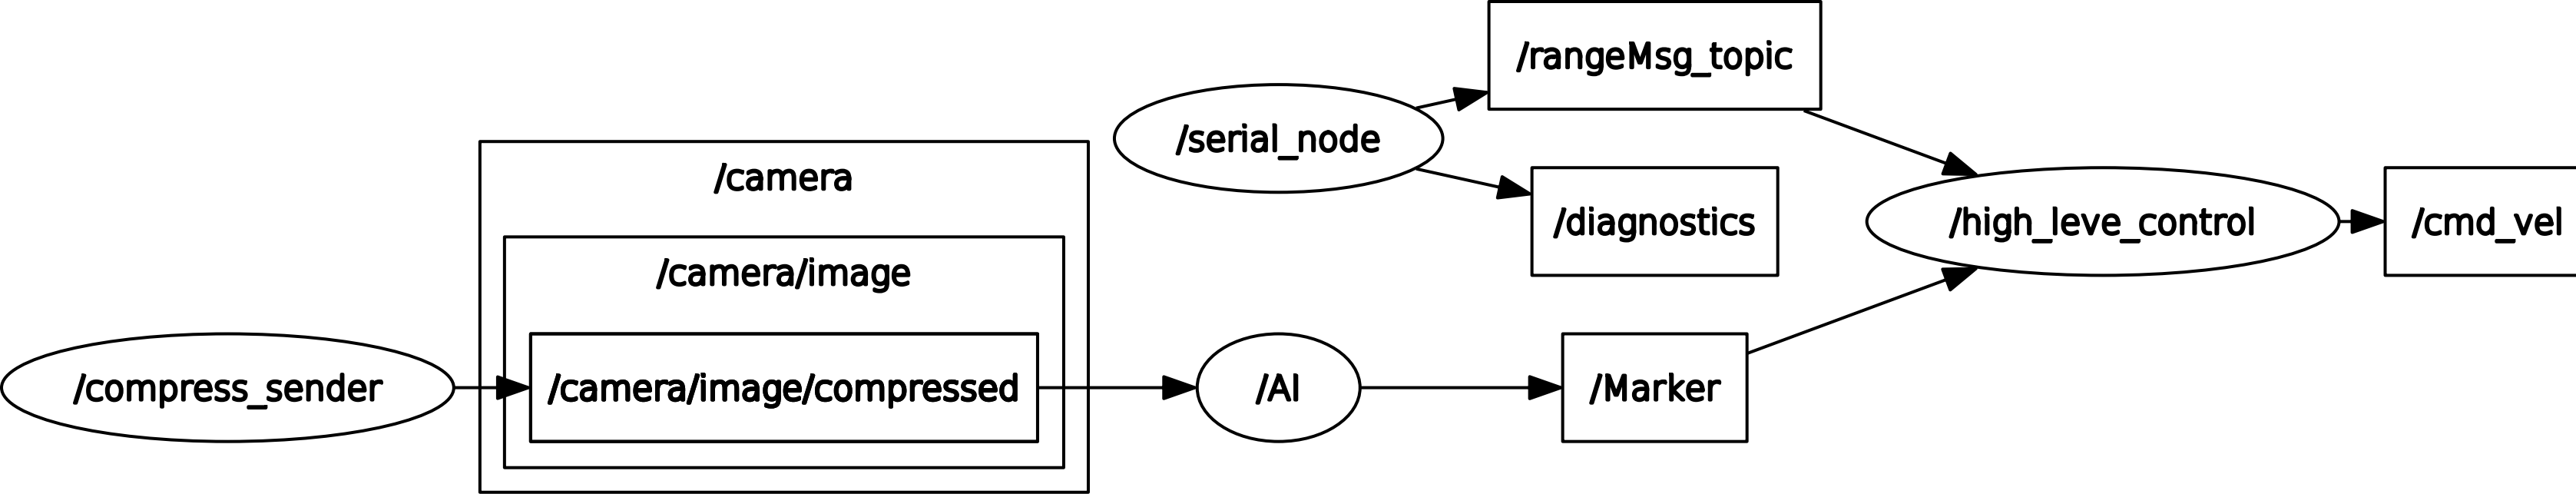 /rangeMsg_topic
/serial_node
/camera
/diagnostics
/high_leve_control
/cmd_vel
/camera/image
/compress_sender
/camera/image/compressed
/AI
/Marker